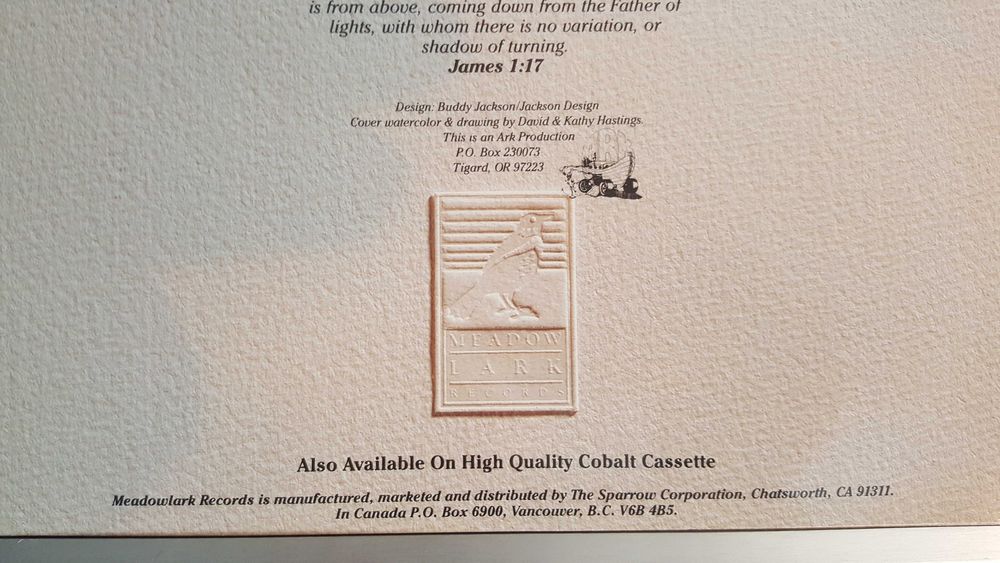 is from above, coming down from the Father of
lights, with whom there is no variation, or
shadow of turning.
James 1:17
Design: Buddy Jackson/Jackson Design
Cover watercolor & drawing by David & Kathy Hastings.
This is an Ark Production
P.O. Box 230073
Tigard, OR 97223
ARK
MEADOW
LARK
RECORDS
Also Available On High Quality Cobalt Cassette
Meadowlark Records is manufactured, marketed and distributed by The Sparrow Corporation, Chatsworth, CA 91311.
In Canada P.O. Box 6900, Vancouver, B.C. V6B 4B5.